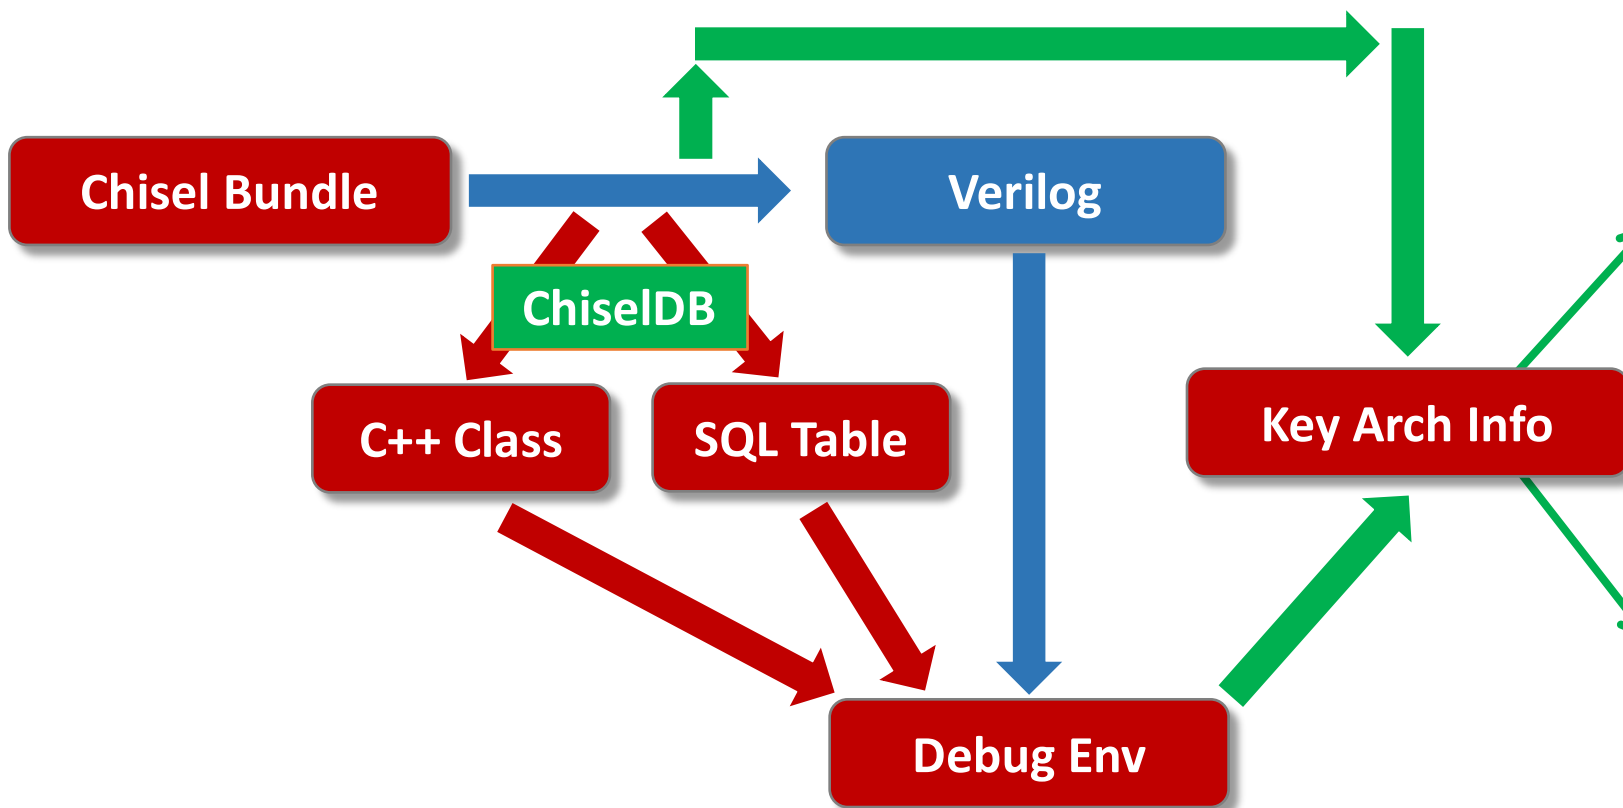 Chisel Bundle
Verilog
ChiselDB
C++ Class
SQL Table
Key Arch Info
Debug Env